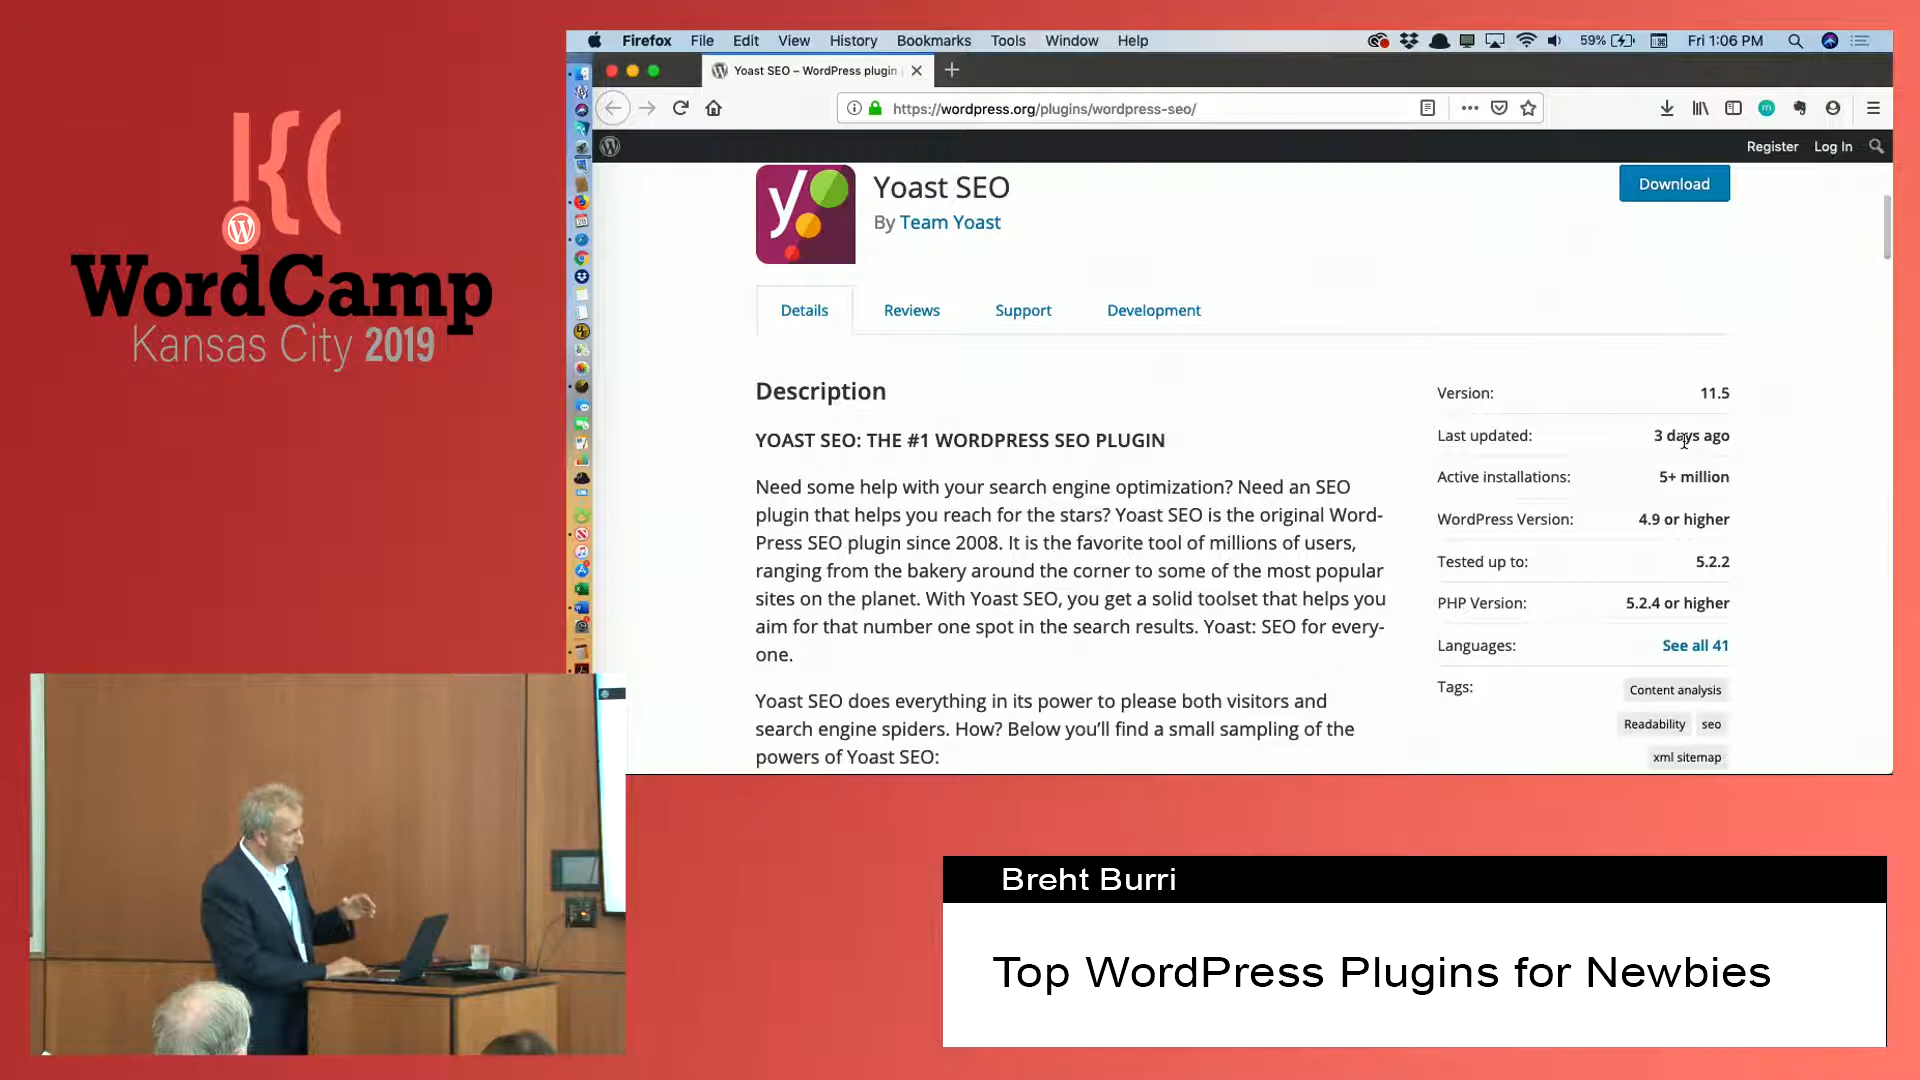 WordCamp
Kansas City 2019
Firefox File Edit View History Bookmarks Tools Window Help
59% Fri 1:06 PM
Yoast SEO – WordPress plugin
https://wordpress.org/plugins/wordpress-seo/
Register Log In
Yoast SEO
By Team Yoast
Download
Details Reviews Support Development
Description
YOAST SEO: THE #1 WORDPRESS SEO PLUGIN
Need some help with your search engine optimization? Need an SEO
plugin that helps you reach for the stars? Yoast SEO is the original Word-
Press SEO plugin since 2008. It is the favorite tool of millions of users,
ranging from the bakery around the corner to some of the most popular
sites on the planet. With Yoast SEO, you get a solid toolset that helps you
aim for that number one spot in the search results. Yoast: SEO for every-
one.
Yoast SEO does everything in its power to please both visitors and
search engine spiders. How? Below you’ll find a small sampling of the
powers of Yoast SEO:
Version: 11.5
Last updated: 3 days ago
Active installations: 5+ million
WordPress Version: 4.9 or higher
Tested up to: 5.2.2
PHP Version: 5.2.4 or higher
Languages: See all 41
Tags: Content analysis
Readability seo
xml sitemap
Breht Burri
Top WordPress Plugins for Newbies